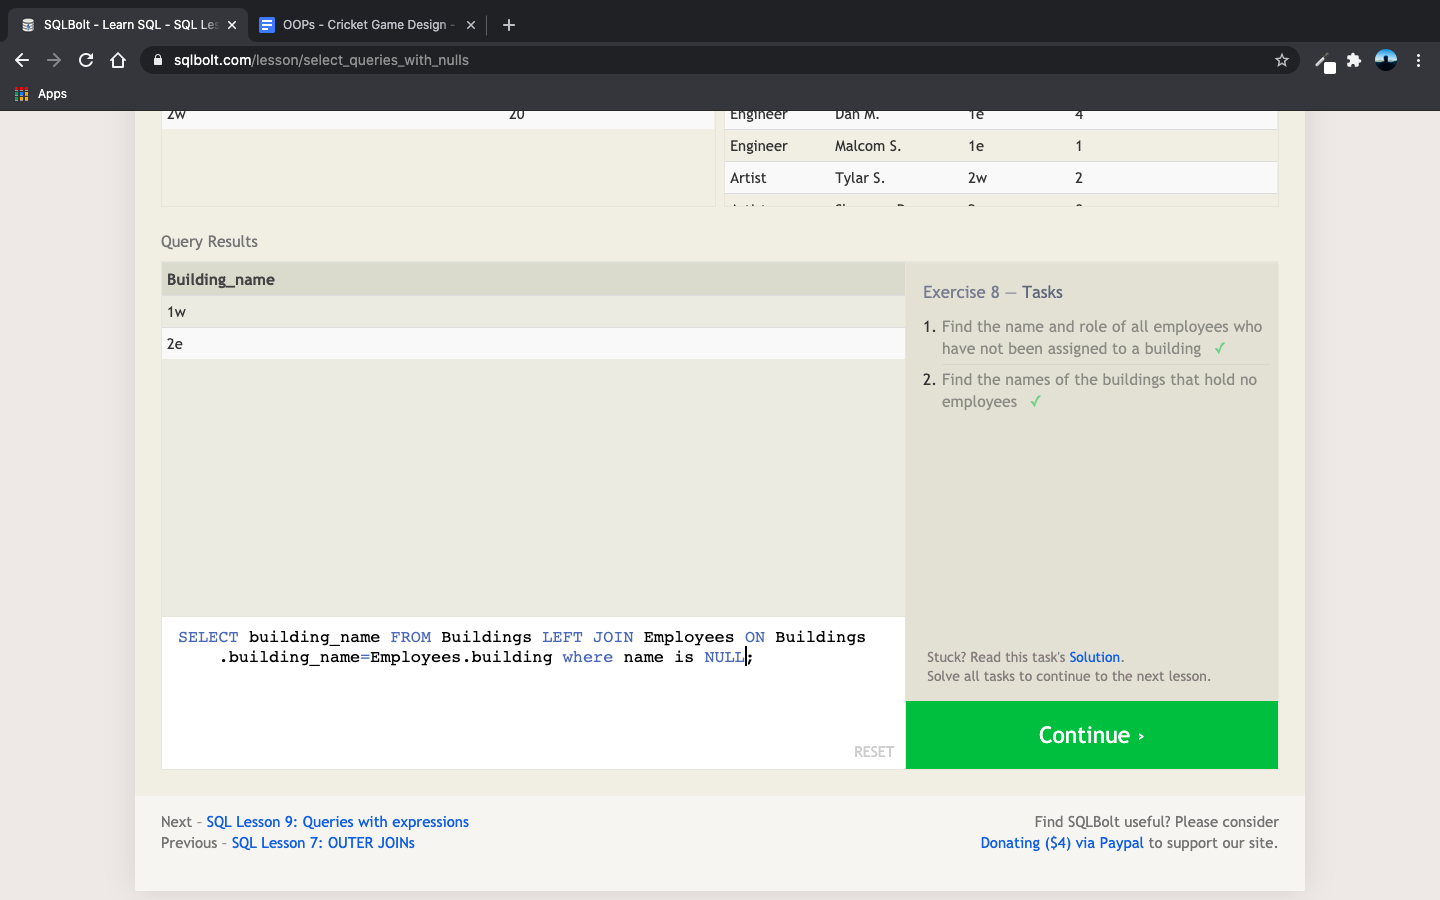 SQLBolt - Learn SQL - SQL Les
OOPs - Cricket Game Design -
sqlbolt.com/lesson/select_queries_with_nulls
Apps
2w 20
Engineer Dan M. 1e 4
Engineer Malcom S. 1e 1
Artist Tylar S. 2w 2
Query Results
Building_name
1w
2e
Exercise 8 — Tasks
1. Find the name and role of all employees who
have not been assigned to a building ✓
2. Find the names of the buildings that hold no
employees ✓
SELECT building_name FROM Buildings LEFT JOIN Employees ON Buildings
.building_name=Employees.building where name is NULL;
RESET
Stuck? Read this task's Solution.
Solve all tasks to continue to the next lesson.
Continue ›
Next - SQL Lesson 9: Queries with expressions
Previous - SQL Lesson 7: OUTER JOINs
Find SQLBolt useful? Please consider
Donating ($4) via Paypal to support our site.